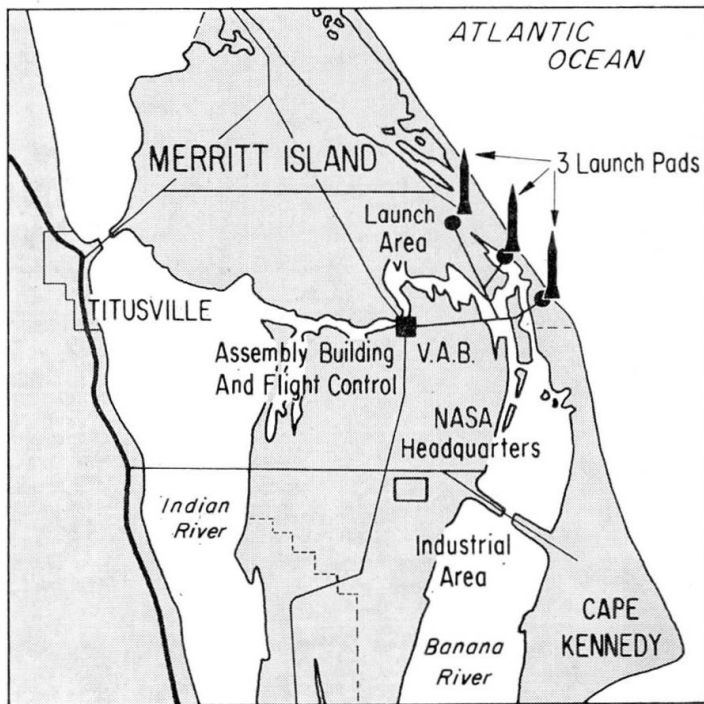 ATLANTIC
OCEAN
MERRITT ISLAND
3 Launch Pads
Launch
Area
TITUSVILLE
Assembly Building
And Flight Control
V.A.B.
NASA
Headquarters
Indian
River
Industrial
Area
CAPE
KENNEDY
Banana
River